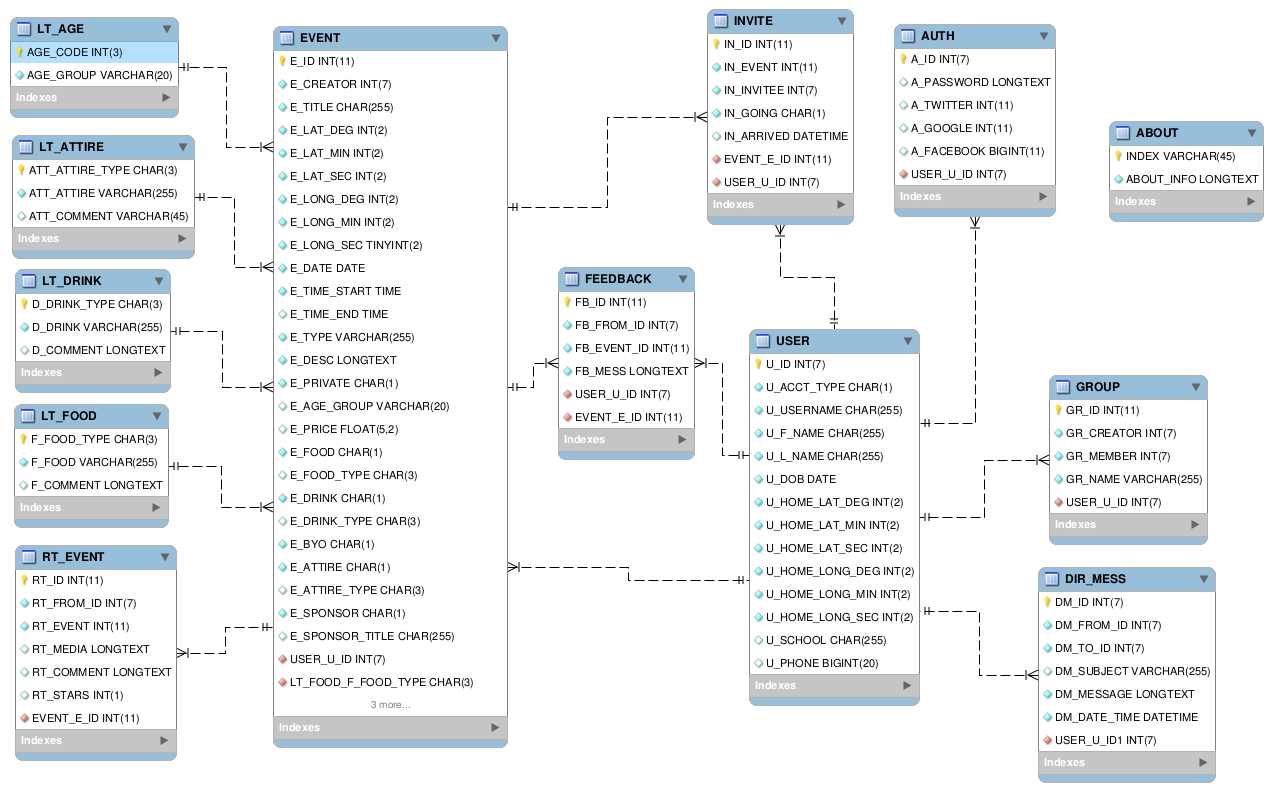 LT_AGE
AGE_CODE INT(3)
AGE_GROUP VARCHAR(20)
Indexes
LT_ATTIRE
ATT_ATTIRE_TYPE CHAR(3)
ATT_ATTIRE VARCHAR(255)
ATT_COMMENT VARCHAR(45)
Indexes
LT_DRINK
D_DRINK_TYPE CHAR(3)
D_DRINK VARCHAR(255)
D_COMMENT LONGTEXT
Indexes
LT_FOOD
F_FOOD_TYPE CHAR(3)
F_FOOD VARCHAR(255)
F_COMMENT LONGTEXT
Indexes
RT_EVENT
RT_ID INT(11)
RT_FROM_ID INT(7)
RT_EVENT INT(11)
RT_MEDIA LONGTEXT
RT_COMMENT LONGTEXT
RT_STARS INT(1)
EVENT_E_ID INT(11)
Indexes
EVENT
E_ID INT(11)
E_CREATOR INT(7)
E_TITLE CHAR(255)
E_LAT_DEG INT(2)
E_LAT_MIN INT(2)
E_LAT_SEC INT(2)
E_LONG_DEG INT(2)
E_LONG_MIN INT(2)
E_LONG_SEC TINYINT(2)
E_DATE DATE
E_TIME_START TIME
E_TIME_END TIME
E_TYPE VARCHAR(255)
E_DESC LONGTEXT
E_PRIVATE CHAR(1)
E_AGE_GROUP VARCHAR(20)
E_PRICE FLOAT(5,2)
E_FOOD CHAR(1)
E_FOOD_TYPE CHAR(3)
E_DRINK CHAR(1)
E_DRINK_TYPE CHAR(3)
E_BYO CHAR(1)
E_ATTIRE CHAR(1)
E_ATTIRE_TYPE CHAR(3)
E_SPONSOR CHAR(1)
E_SPONSOR_TITLE CHAR(255)
USER_U_ID INT(7)
LT_FOOD_F_FOOD_TYPE CHAR(3)
3 more...
Indexes
FEEDBACK
FB_ID INT(11)
FB_FROM_ID INT(7)
FB_EVENT_ID INT(11)
FB_MESS LONGTEXT
USER_U_ID INT(7)
EVENT_E_ID INT(11)
Indexes
INVITE
IN_ID INT(11)
IN_EVENT INT(11)
IN_INVITEE INT(7)
IN_GOING CHAR(1)
IN_ARRIVED DATETIME
EVENT_E_ID INT(11)
USER_U_ID INT(7)
Indexes
USER
U_ID INT(7)
U_ACCT_TYPE CHAR(1)
U_USERNAME CHAR(255)
U_F_NAME CHAR(255)
U_L_NAME CHAR(255)
U_DOB DATE
U_HOME_LAT_DEG INT(2)
U_HOME_LAT_MIN INT(2)
U_HOME_LAT_SEC INT(2)
U_HOME_LONG_DEG INT(2)
U_HOME_LONG_MIN INT(2)
U_HOME_LONG_SEC INT(2)
U_SCHOOL CHAR(255)
U_PHONE BIGINT(20)
Indexes
AUTH
A_ID INT(7)
A_PASSWORD LONGTEXT
A_TWITTER INT(11)
A_GOOGLE INT(11)
A_FACEBOOK BIGINT(11)
USER_U_ID INT(7)
Indexes
ABOUT
INDEX VARCHAR(45)
ABOUT_INFO LONGTEXT
Indexes
GROUP
GR_ID INT(11)
GR_CREATOR INT(7)
GR_MEMBER INT(7)
GR_NAME VARCHAR(255)
USER_U_ID INT(7)
Indexes
DIR_MESS
DM_ID INT(7)
DM_FROM_ID INT(7)
DM_TO_ID INT(7)
DM_SUBJECT VARCHAR(255)
DM_MESSAGE LONGTEXT
DM_DATE_TIME DATETIME
USER_U_ID1 INT(7)
Indexes